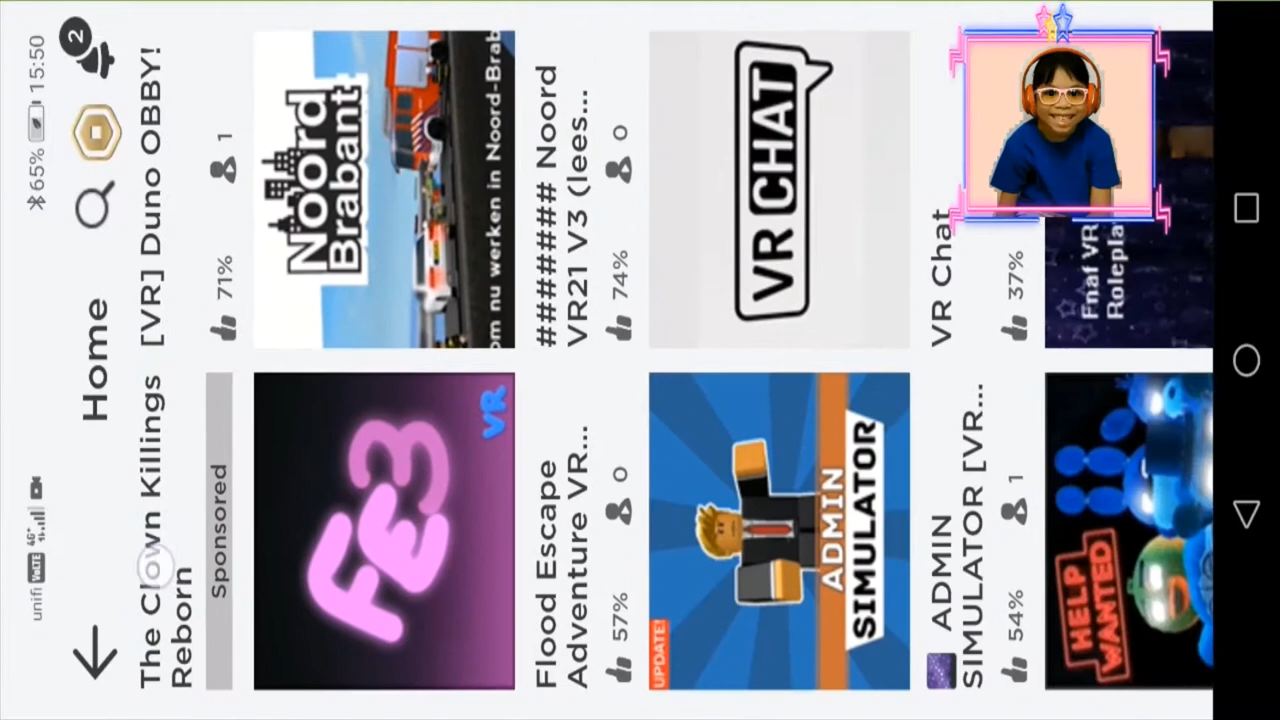 unifi VoLTE 4G+
65% 15:50
Home
2
The Clown Killings
Reborn
Sponsored
[VR] Duno OBBY!
71% 1
FE3
VR
Flood Escape
Adventure VR...
57% 0
Noord
Brabant
om nu werken in Noord-Brab
###### Noord
VR21 V3 (lees...
74% 0
UPDATE!
ADMIN
SIMULATOR
ADMIN
SIMULATOR [VR...
54% 1
VR CHAT
VR Chat
37%
HELP
WANTED
Fnaf VR
Rolepla